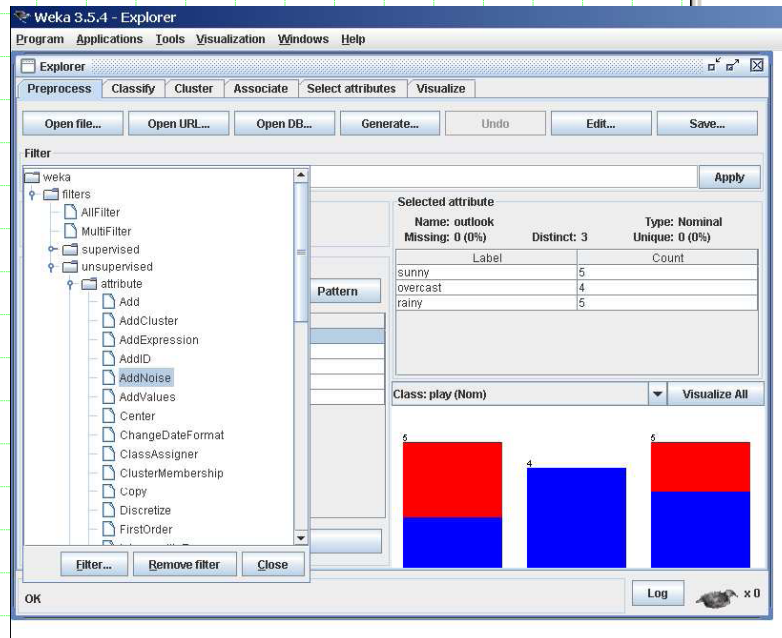 Weka 3.5.4 - Explorer
Program Applications Tools Visualization Windows Help
Explorer
Preprocess Classify Cluster Associate Select attributes Visualize
Open file... Open URL... Open DB... Generate... Undo Edit... Save...
Filter
weka
filters
AllFilter
MultiFilter
supervised
unsupervised
attribute
Add
AddCluster
AddExpression
AddID
AddNoise
AddValues
Center
ChangeDateFormat
ClassAssigner
ClusterMembership
Copy
Discretize
FirstOrder
Filter... Remove filter Close
Apply
Pattern
Selected attribute
Name: outlook Type: Nominal
Missing: 0 (0%) Distinct: 3 Unique: 0 (0%)
Label Count
sunny 5
overcast 4
rainy 5
Class: play (Nom) Visualize All
5 4 5
OK Log x 0